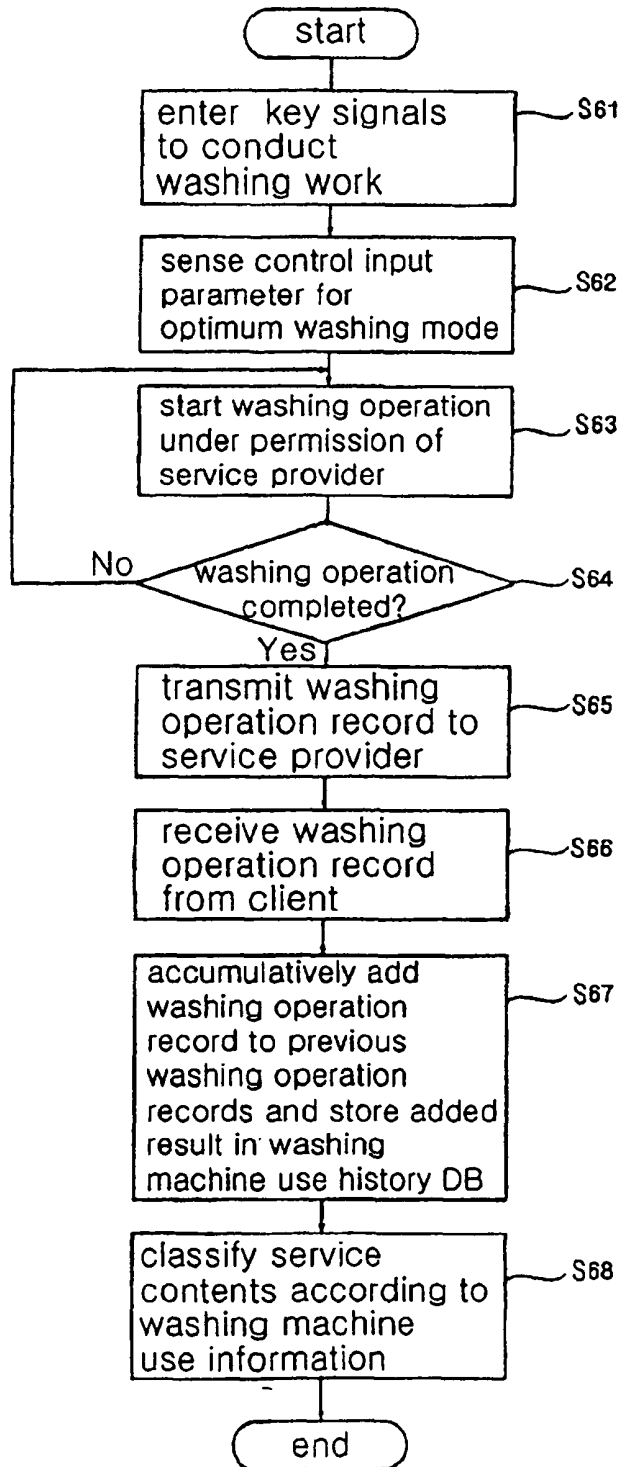 start
enter key signals
to conduct
washing work
S61
sense control input
parameter for
optimum washing mode
S62
start washing operation
under permission of
service provider
S63
No
washing operation
completed?
S64
Yes
transmit washing
operation record to
service provider
S65
receive washing
operation record
from client
S66
accumulatively add
washing operation
record to previous
washing operation
records and store added
result in washing
machine use history DB
S67
classify service
contents according to
washing machine
use information
S68
end